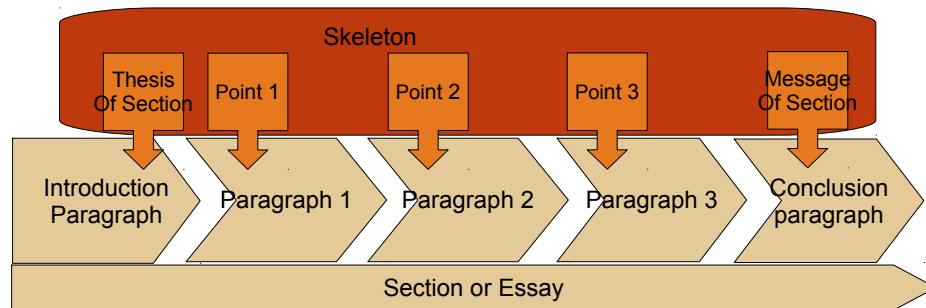 Skeleton
Thesis
Of Section
Point 1
Point 2
Point 3
Message
Of Section
Introduction
Paragraph
Paragraph 1
Paragraph 2
Paragraph 3
Conclusion
paragraph
Section or Essay